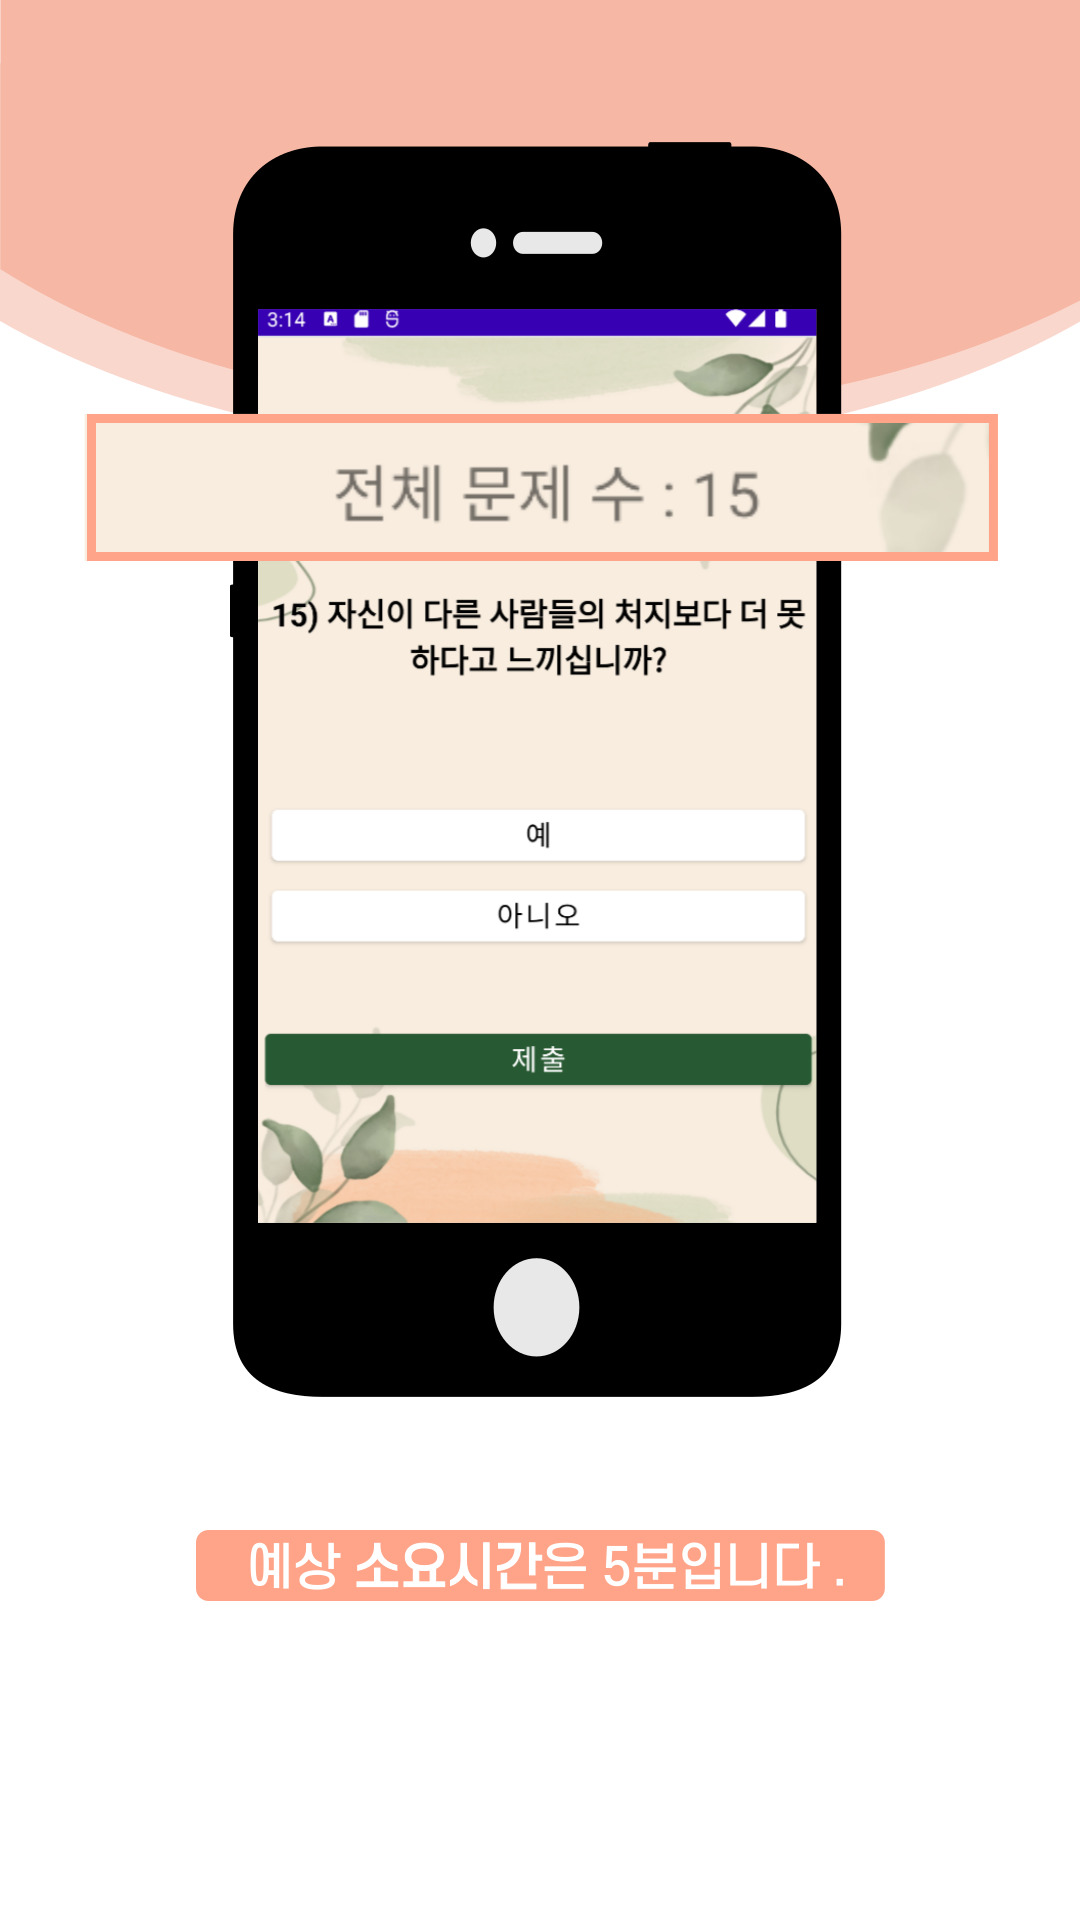 3:14
전체 문제 수 : 15
15) 자신이 다른 사람들의 처지보다 더 못
하다고 느끼십니까?
예
아니오
제출
예상 소요시간은 5분입니다 .